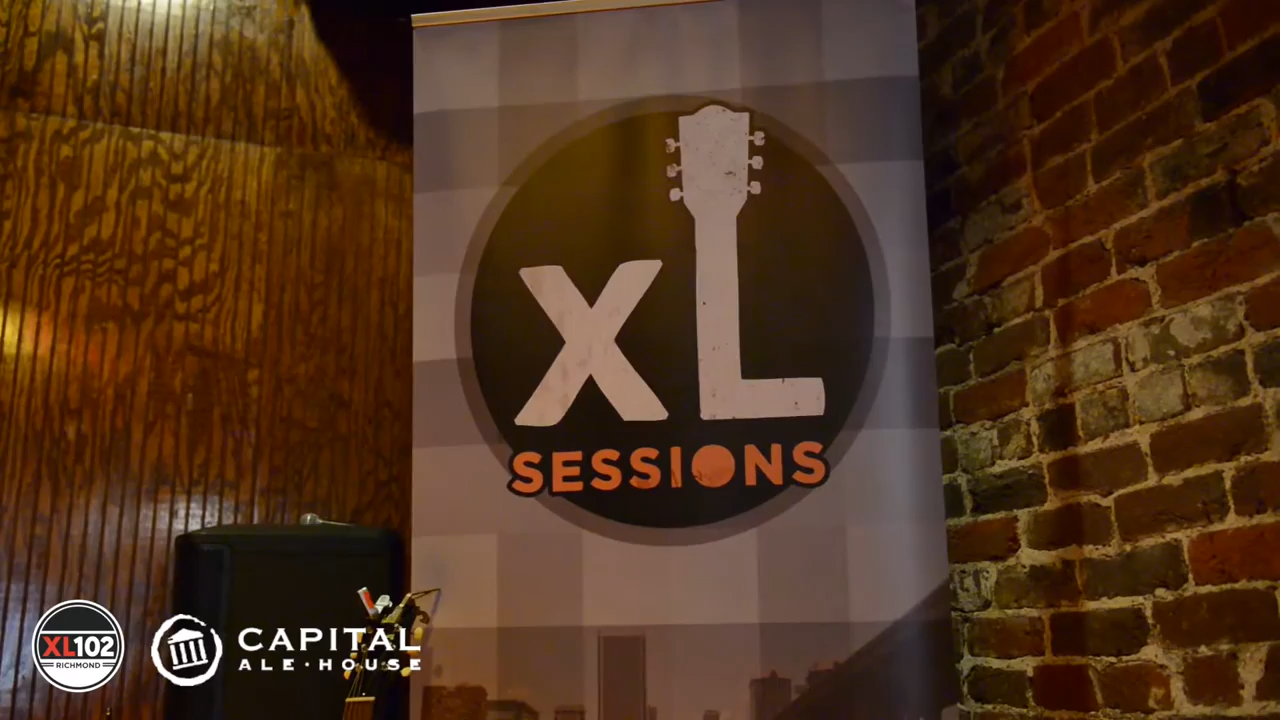 xL
SESSIONS
XL102
RICHMOND
CAPITAL
ALE·HOUSE